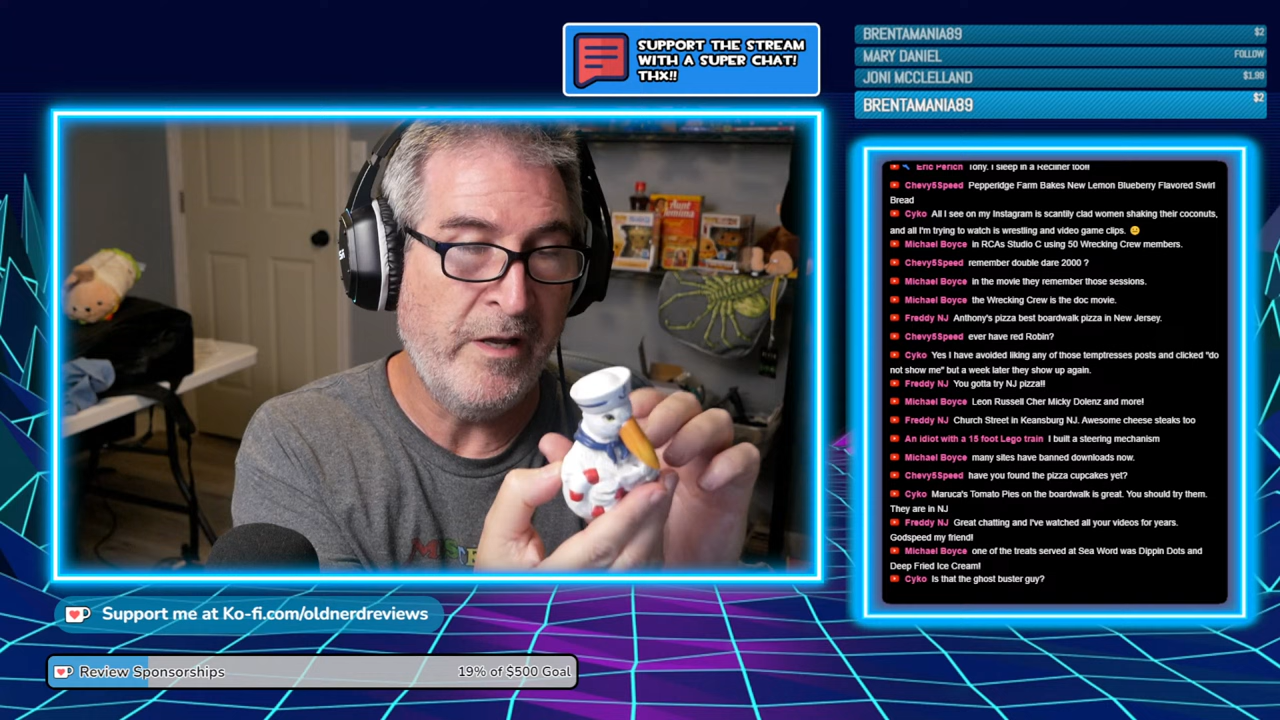 SUPPORT THE STREAM
WITH A SUPER CHAT!
THX!!
BRENTAMANIA89 $2
MARY DANIEL FOLLOW
JONI MCCLELLAND $1.99
BRENTAMANIA89 $2
Eric Perich Tony. I sleep in a Recliner too!!
Chevy5Speed Pepperidge Farm Bakes New Lemon Blueberry Flavored Swirl
Bread
Cyko All I see on my Instagram is scantily clad women shaking their coconuts,
and all I'm trying to watch is wrestling and video game clips.
Michael Boyce in RCAs Studio C using 50 Wrecking Crew members.
Chevy5Speed remember double dare 2000 ?
Michael Boyce in the movie they remember those sessions.
Michael Boyce the Wrecking Crew is the doc movie.
Freddy NJ Anthony's pizza best boardwalk pizza in New Jersey.
Chevy5Speed ever have red Robin?
Cyko Yes I have avoided liking any of those temptresses posts and clicked "do
not show me" but a week later they show up again.
Freddy NJ You gotta try NJ pizza!!
Michael Boyce Leon Russell Cher Micky Dolenz and more!
Freddy NJ Church Street in Keansburg NJ. Awesome cheese steaks too
An idiot with a 15 foot Lego train I built a steering mechanism
Michael Boyce many sites have banned downloads now.
Chevy5Speed have you found the pizza cupcakes yet?
Cyko Maruca's Tomato Pies on the boardwalk is great. You should try them.
They are in NJ
Freddy NJ Great chatting and I've watched all your videos for years.
Godspeed my friend!
Michael Boyce one of the treats served at Sea Word was Dippin Dots and
Deep Fried Ice Cream!
Cyko Is that the ghost buster guy?
Support me at Ko-fi.com/oldnerdreviews
Review Sponsorships 19% of $500 Goal